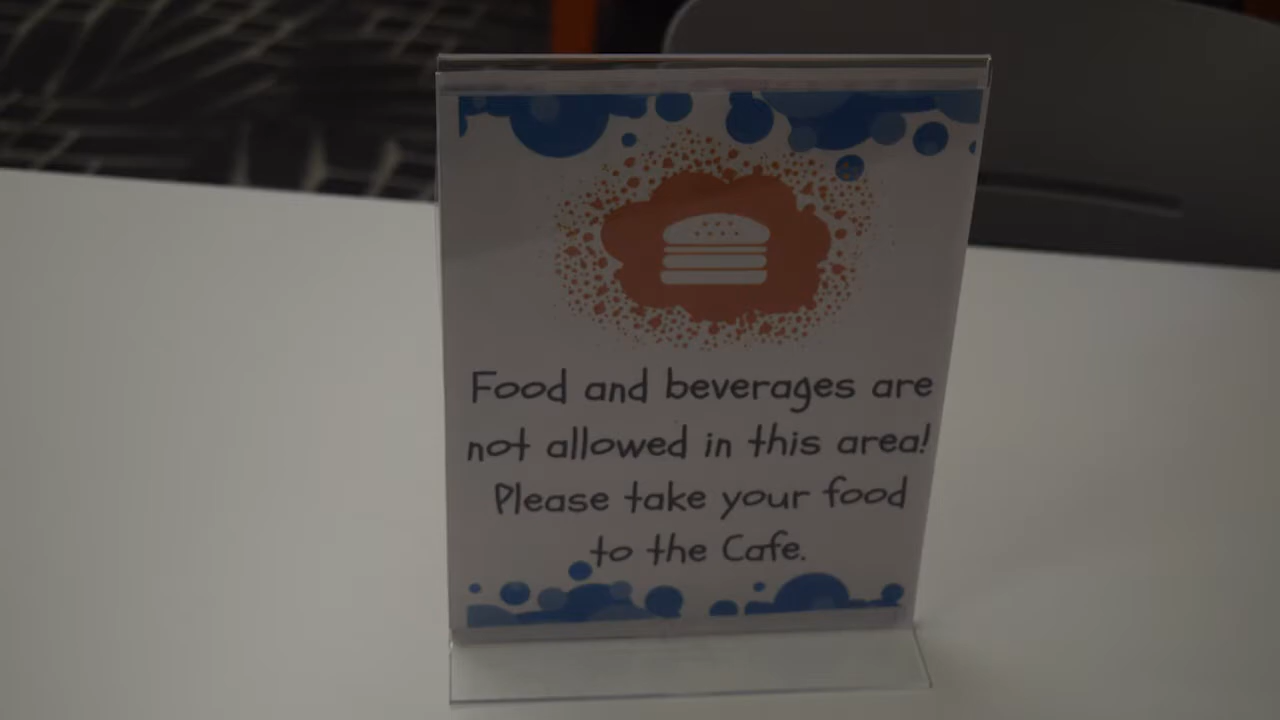 Food and beverages are
not allowed in this area!
Please take your food
to the Cafe.